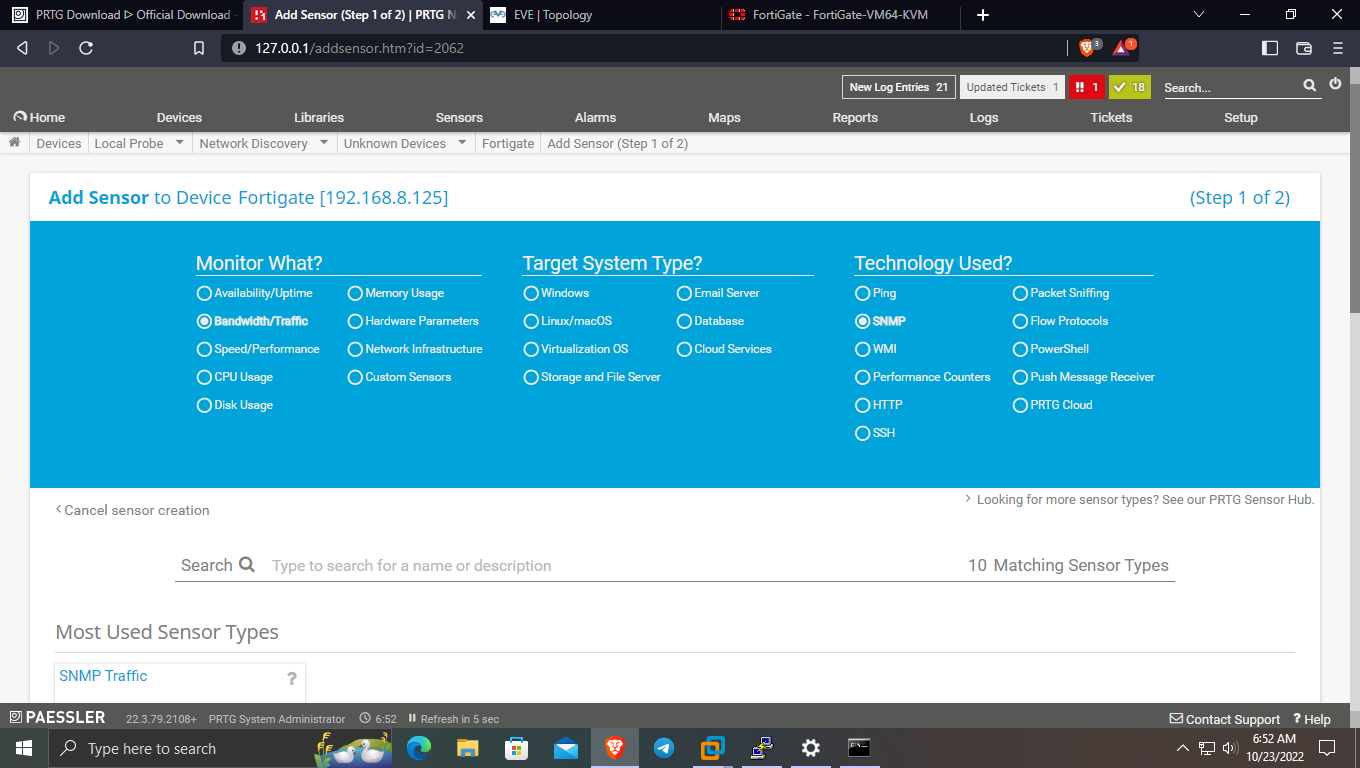 PRTG Download ᐅ Official Download
Add Sensor (Step 1 of 2) | PRTG N
EVE | Topology
FortiGate - FortiGate-VM64-KVM
127.0.0.1/addsensor.htm?id=2062
3
1
New Log Entries 21
Updated Tickets 1
!! 1
18
Search...
Home
Devices
Libraries
Sensors
Alarms
Maps
Reports
Logs
Tickets
Setup
Devices
Local Probe
Network Discovery
Unknown Devices
Fortigate
Add Sensor (Step 1 of 2)
Add Sensor to Device Fortigate [192.168.8.125]
(Step 1 of 2)
Monitor What?
Availability/Uptime
Bandwidth/Traffic
Speed/Performance
CPU Usage
Disk Usage
Memory Usage
Hardware Parameters
Network Infrastructure
Custom Sensors
Target System Type?
Windows
Linux/macOS
Virtualization OS
Storage and File Server
Email Server
Database
Cloud Services
Technology Used?
Ping
SNMP
WMI
Performance Counters
HTTP
SSH
Packet Sniffing
Flow Protocols
PowerShell
Push Message Receiver
PRTG Cloud
Cancel sensor creation
Looking for more sensor types? See our PRTG Sensor Hub.
Search
Type to search for a name or description
10 Matching Sensor Types
Most Used Sensor Types
SNMP Traffic
?
PAESSLER
22.3.79.2108+
PRTG System Administrator
6:52
Refresh in 5 sec
Contact Support
? Help
Type here to search
6:52 AM
10/23/2022